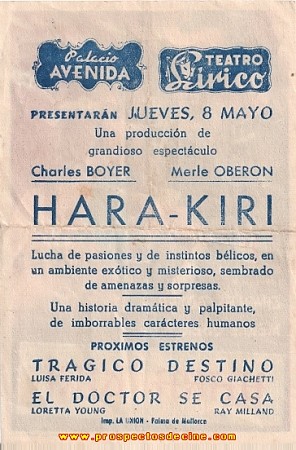 Palacio
AVENIDA
TEATRO
Lírico
PRESENTARÁN JUEVES, 8 MAYO
Una producción de
grandioso espectáculo
Charles BOYER Merle OBERON
HARA-KIRI
Lucha de pasiones y de instintos bélicos, en
un ambiente exótico y misterioso, sembrado
de amenazas y sorpresas.
Una historia dramática y palpitante,
de imborrables carácteres humanos
PROXIMOS ESTRENOS
TRAGICO DESTINO
LUISA FERIDA FOSCO GIACHETTI
EL DOCTOR SE CASA
LORETTA YOUNG RAY MILLAND
Imp. LA UNION - Palma de Mallorca
www.prospectosdecine.com